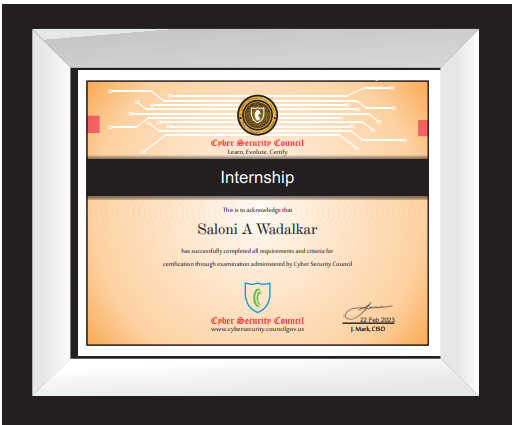 Cyber Security Council
Learn, Evolute, Certify
Internship
This is to acknowledge that
Saloni A Wadalkar
has successfully completed all requirements and criteria for
certification through examination administered by Cyber Security Council
Cyber Security Council
www.cybersecurity.councilgov.us
22 Feb 2023
J. Mark, CISO